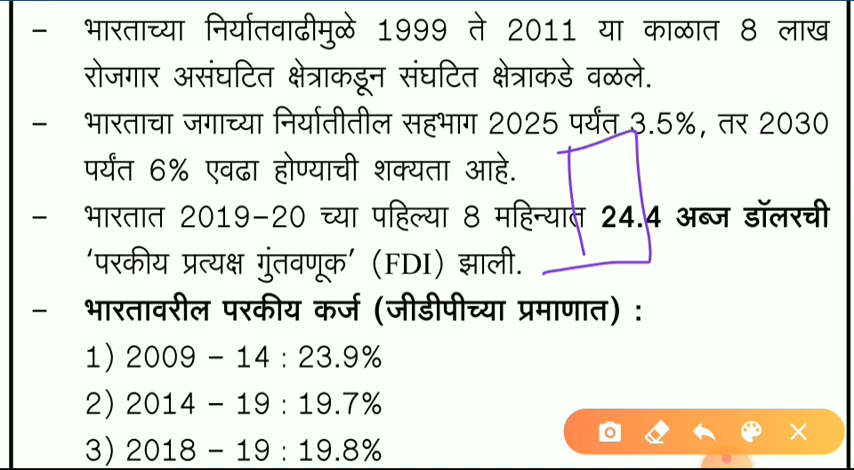 – भारताच्या निर्यातवाढीमुळे 1999 ते 2011 या काळात 8 लाख
रोजगार असंघटित क्षेत्राकडून संघटित क्षेत्राकडे वळले.
– भारताचा जगाच्या निर्यातीतील सहभाग 2025 पर्यंत 3.5%, तर 2030
पर्यंत 6% एवढा होण्याची शक्यता आहे.
– भारतात 2019–20 च्या पहिल्या 8 महिन्यात 24.4 अब्ज डॉलरची
‘परकीय प्रत्यक्ष गुंतवणूक’ (FDI) झाली.
– भारतावरील परकीय कर्ज (जीडीपीच्या प्रमाणात) :
1) 2009 – 14 : 23.9%
2) 2014 – 19 : 19.7%
3) 2018 – 19 : 19.8%